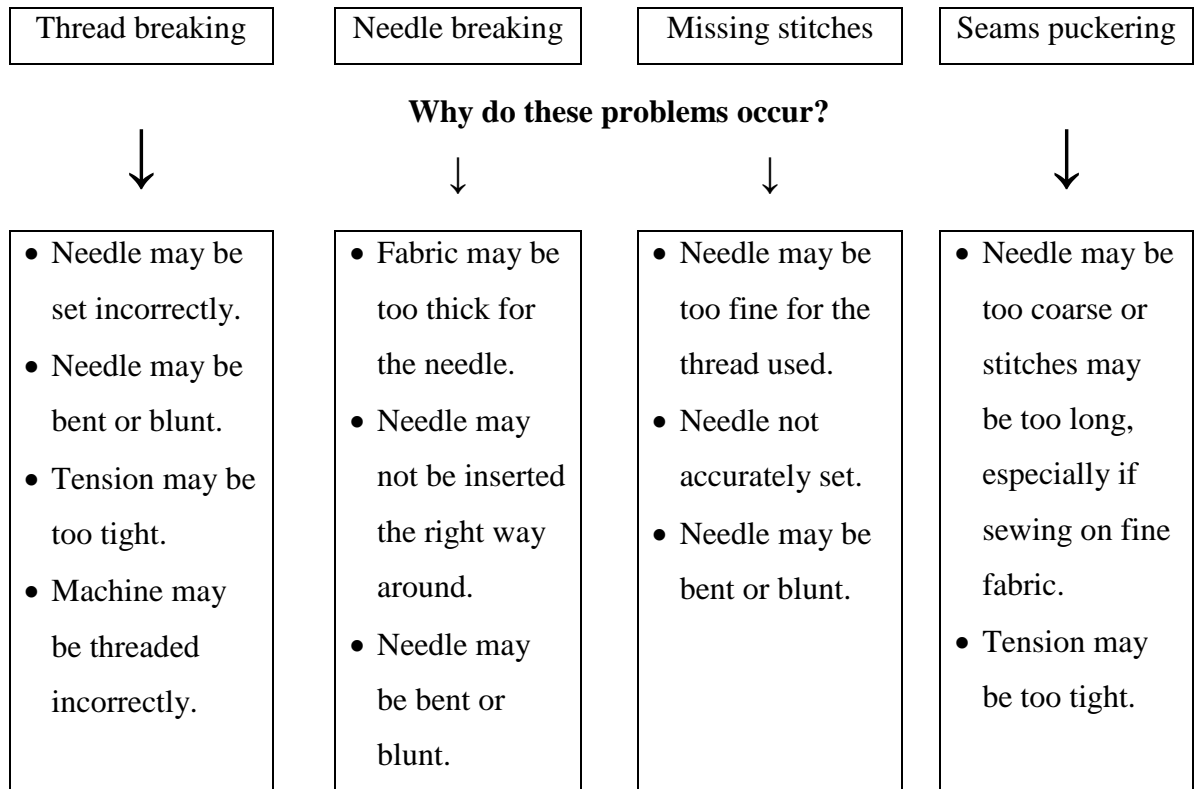 Thread breaking
Needle breaking
Missing stitches
Seams puckering
Why do these problems occur?
↓
↓
↓
↓
• Needle may be
set incorrectly.
• Needle may be
bent or blunt.
• Tension may be
too tight.
• Machine may
be threaded
incorrectly.
• Fabric may be
too thick for
the needle.
• Needle may
not be inserted
the right way
around.
• Needle may
be bent or
blunt.
• Needle may be
too fine for the
thread used.
• Needle not
accurately set.
• Needle may be
bent or blunt.
• Needle may be
too coarse or
stitches may
be too long,
especially if
sewing on fine
fabric.
• Tension may
be too tight.